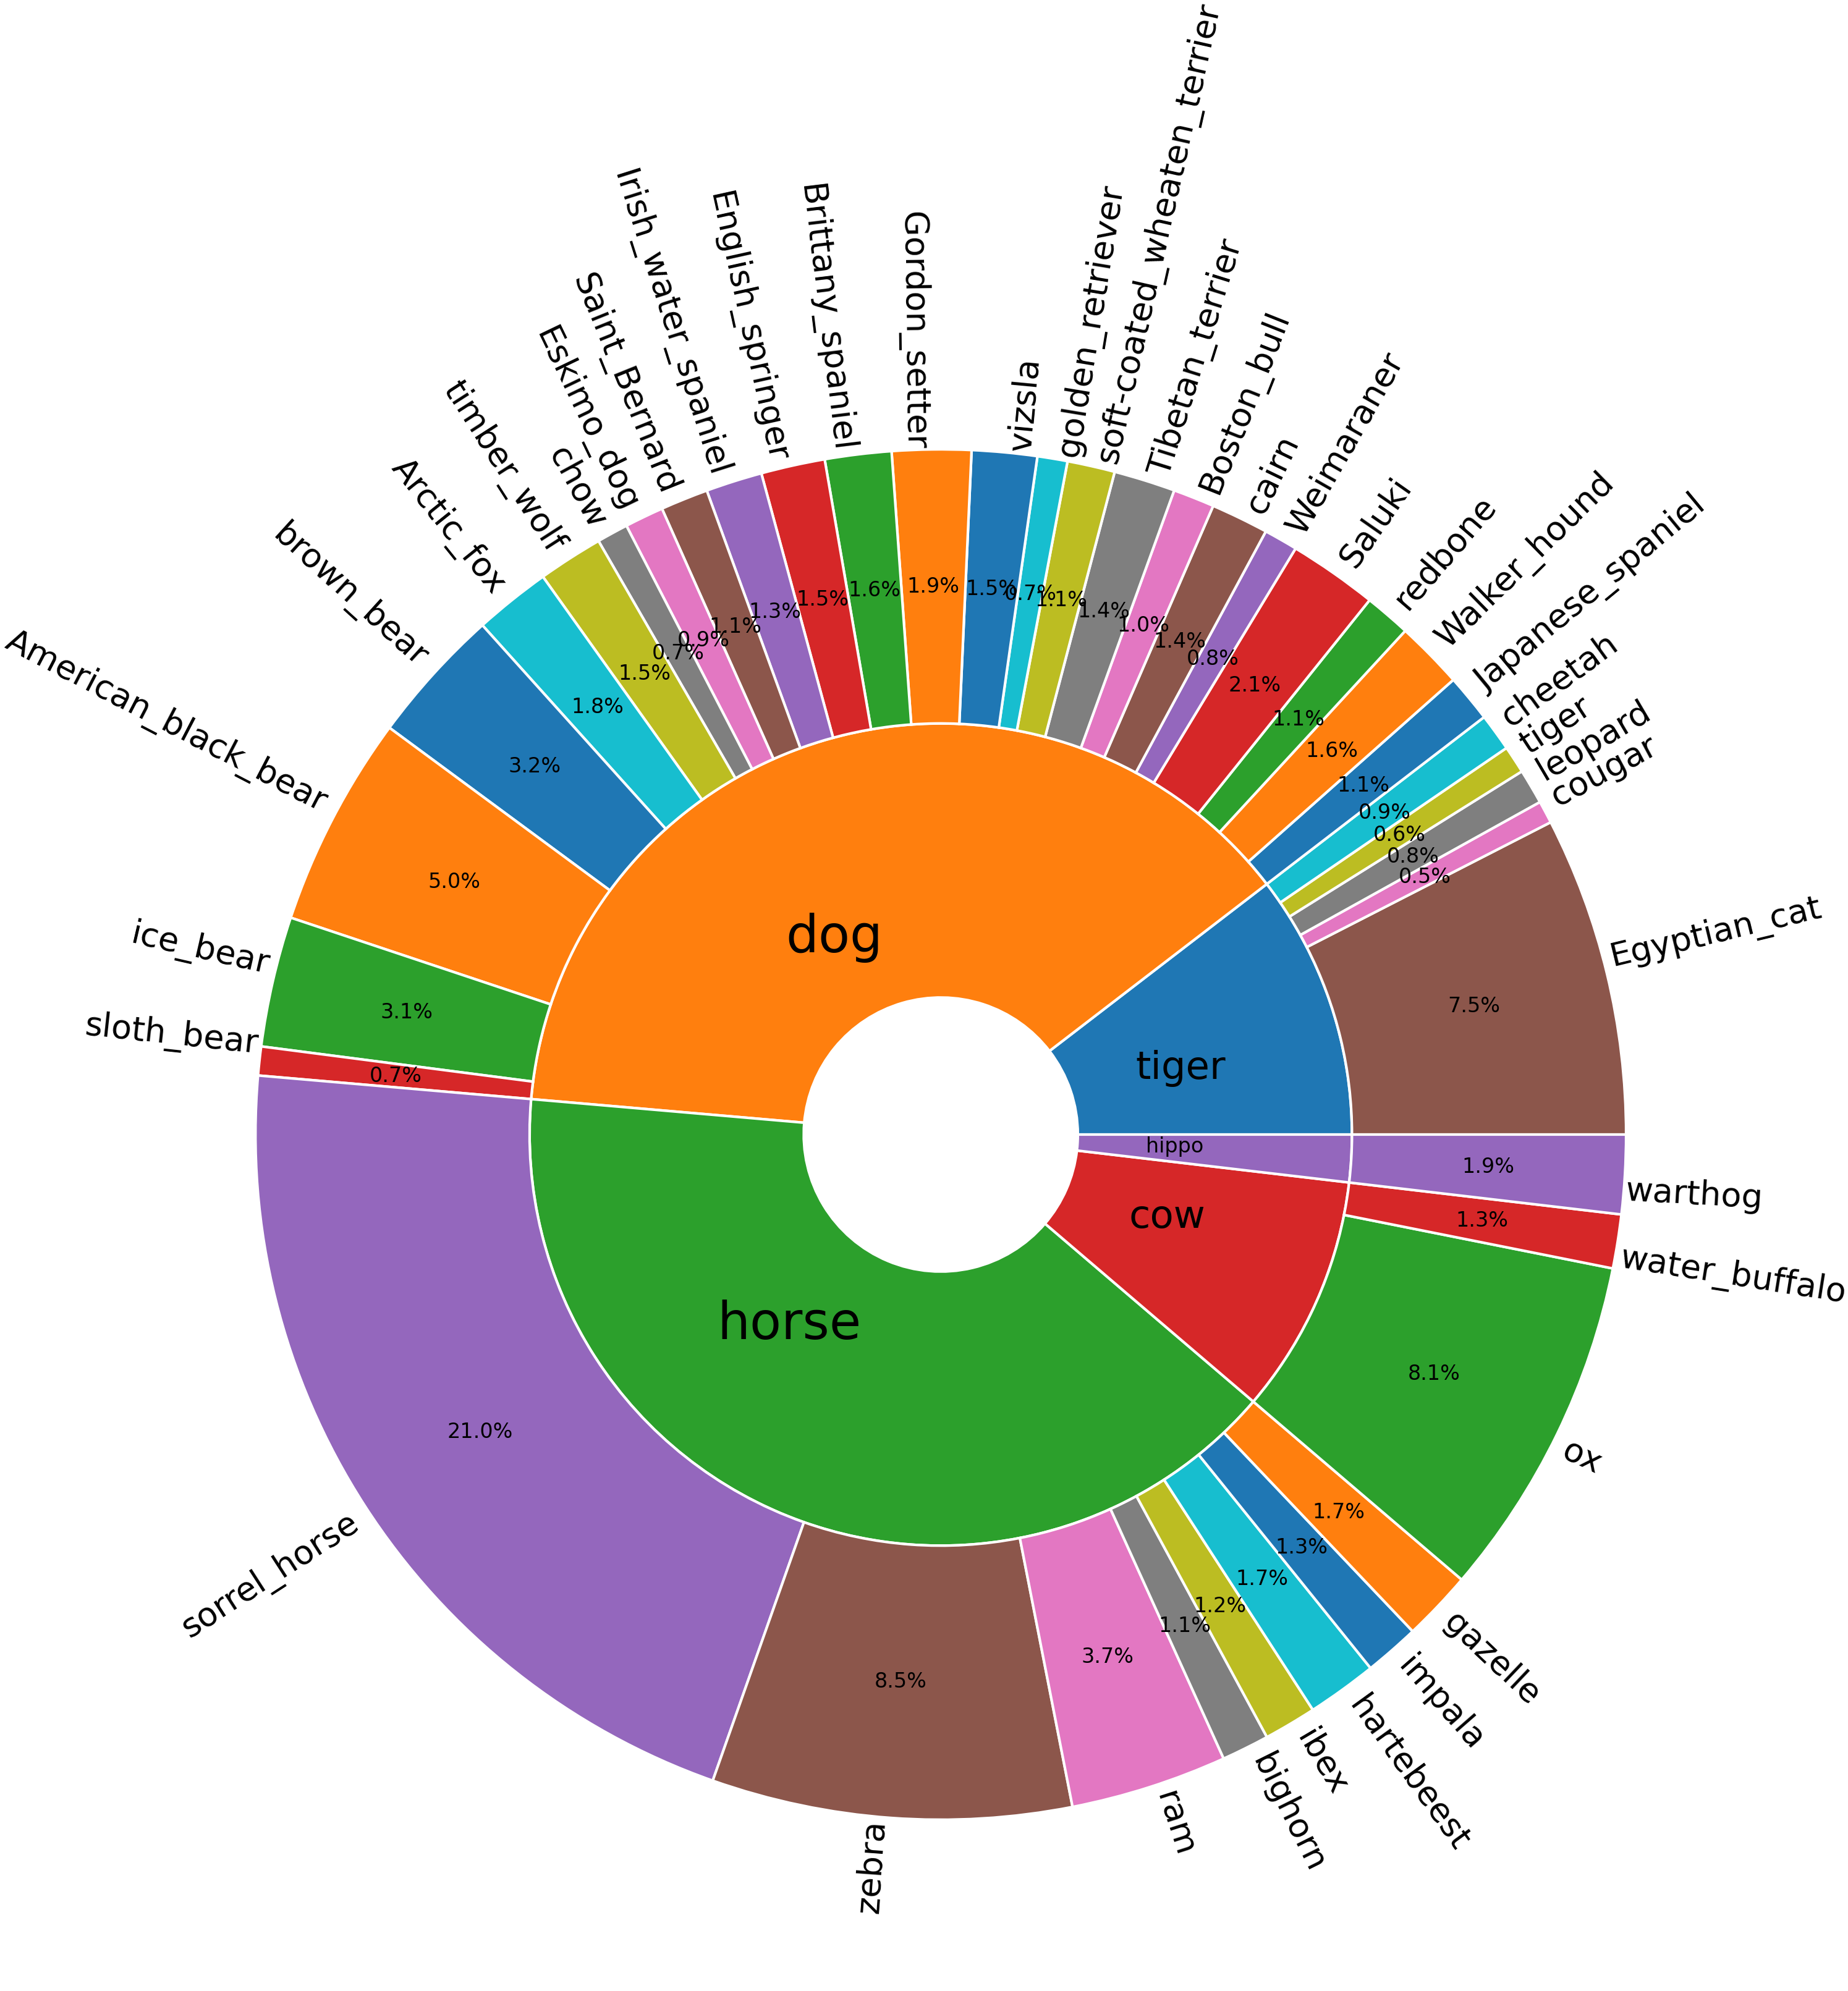 dog
tiger
hippo
cow
horse
Egyptian_cat
7.5%
cougar
0.5%
leopard
0.8%
tiger
0.6%
cheetah
0.9%
Japanese_spaniel
1.1%
Walker_hound
1.6%
redbone
1.1%
Saluki
2.1%
Weimaraner
0.8%
cairn
1.4%
Boston_bull
1.0%
Tibetan_terrier
1.4%
soft-coated_wheaten_terrier
1.1%
golden_retriever
0.7%
vizsla
1.5%
Gordon_setter
1.9%
Brittany_spaniel
1.6%
English_springer
1.5%
Irish_water_spaniel
1.3%
Saint_Bernard
1.1%
Eskimo_dog
0.9%
chow
0.7%
timber_wolf
1.5%
Arctic_fox
1.8%
brown_bear
3.2%
American_black_bear
5.0%
ice_bear
3.1%
sloth_bear
0.7%
sorrel_horse
21.0%
zebra
8.5%
ram
3.7%
bighorn
1.1%
ibex
1.2%
hartebeest
1.7%
impala
1.3%
gazelle
1.7%
ox
8.1%
water_buffalo
1.3%
warthog
1.9%